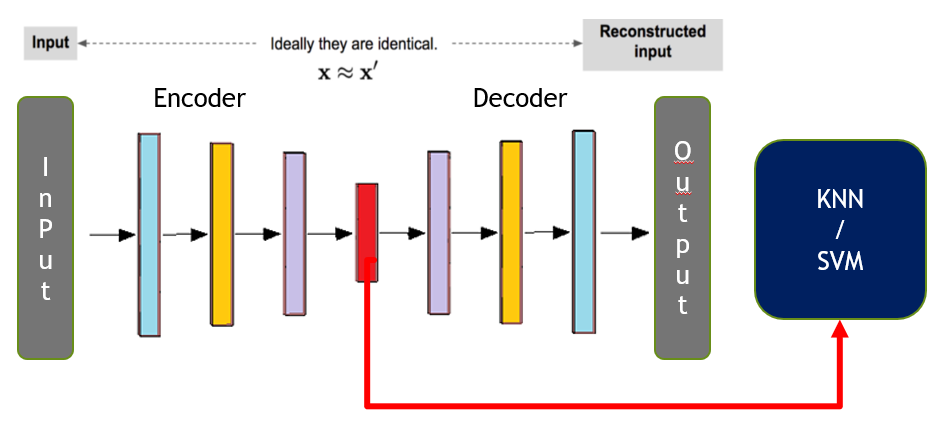 Input
Ideally they are identical.
x ≈ x′
Reconstructed
input
Encoder
Decoder
I
n
P
u
t
O
u
t
p
u
t
KNN
/
SVM